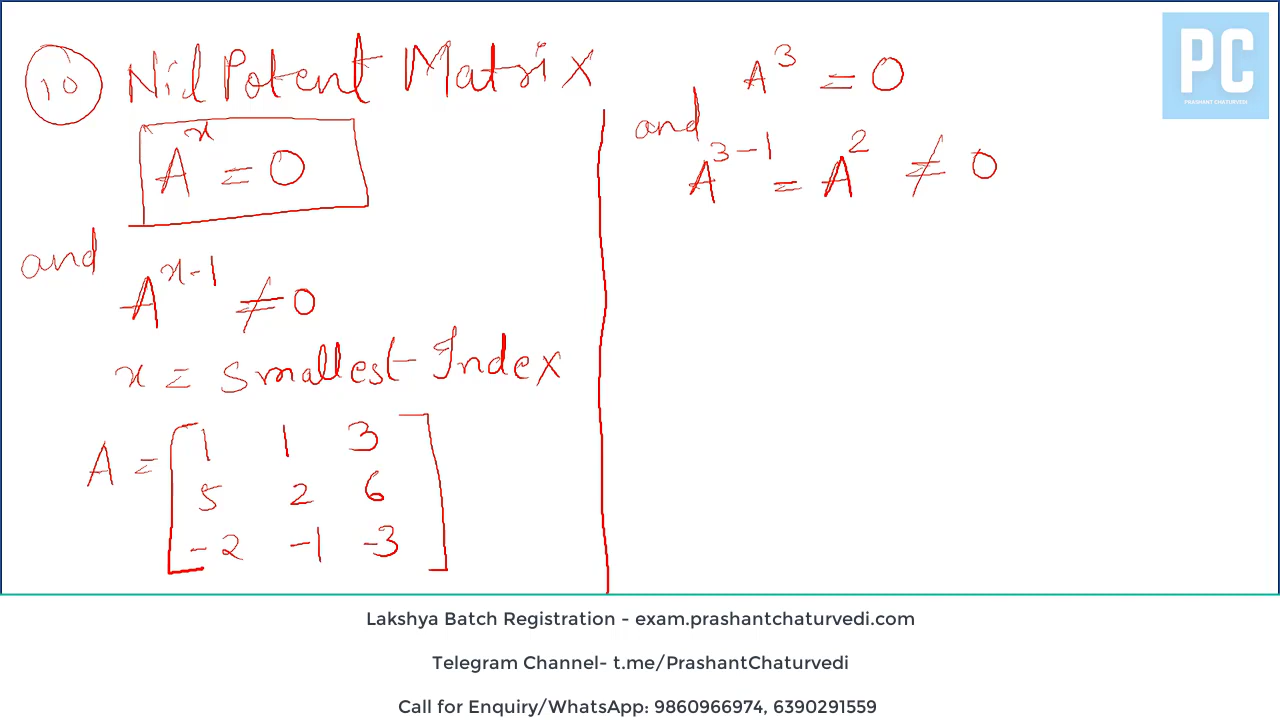 10 Nil Potent Matrix
A^x = 0
and
A^(x-1) ≠ 0
x = Smallest Index
A = [1 1 3
5 2 6
-2 -1 -3]
A^3 = 0
and
A^(3-1) = A^2 ≠ 0
PC
PRASHANT CHATURVEDI
Lakshya Batch Registration - exam.prashantchaturvedi.com
Telegram Channel- t.me/PrashantChaturvedi
Call for Enquiry/WhatsApp: 9860966974, 6390291559